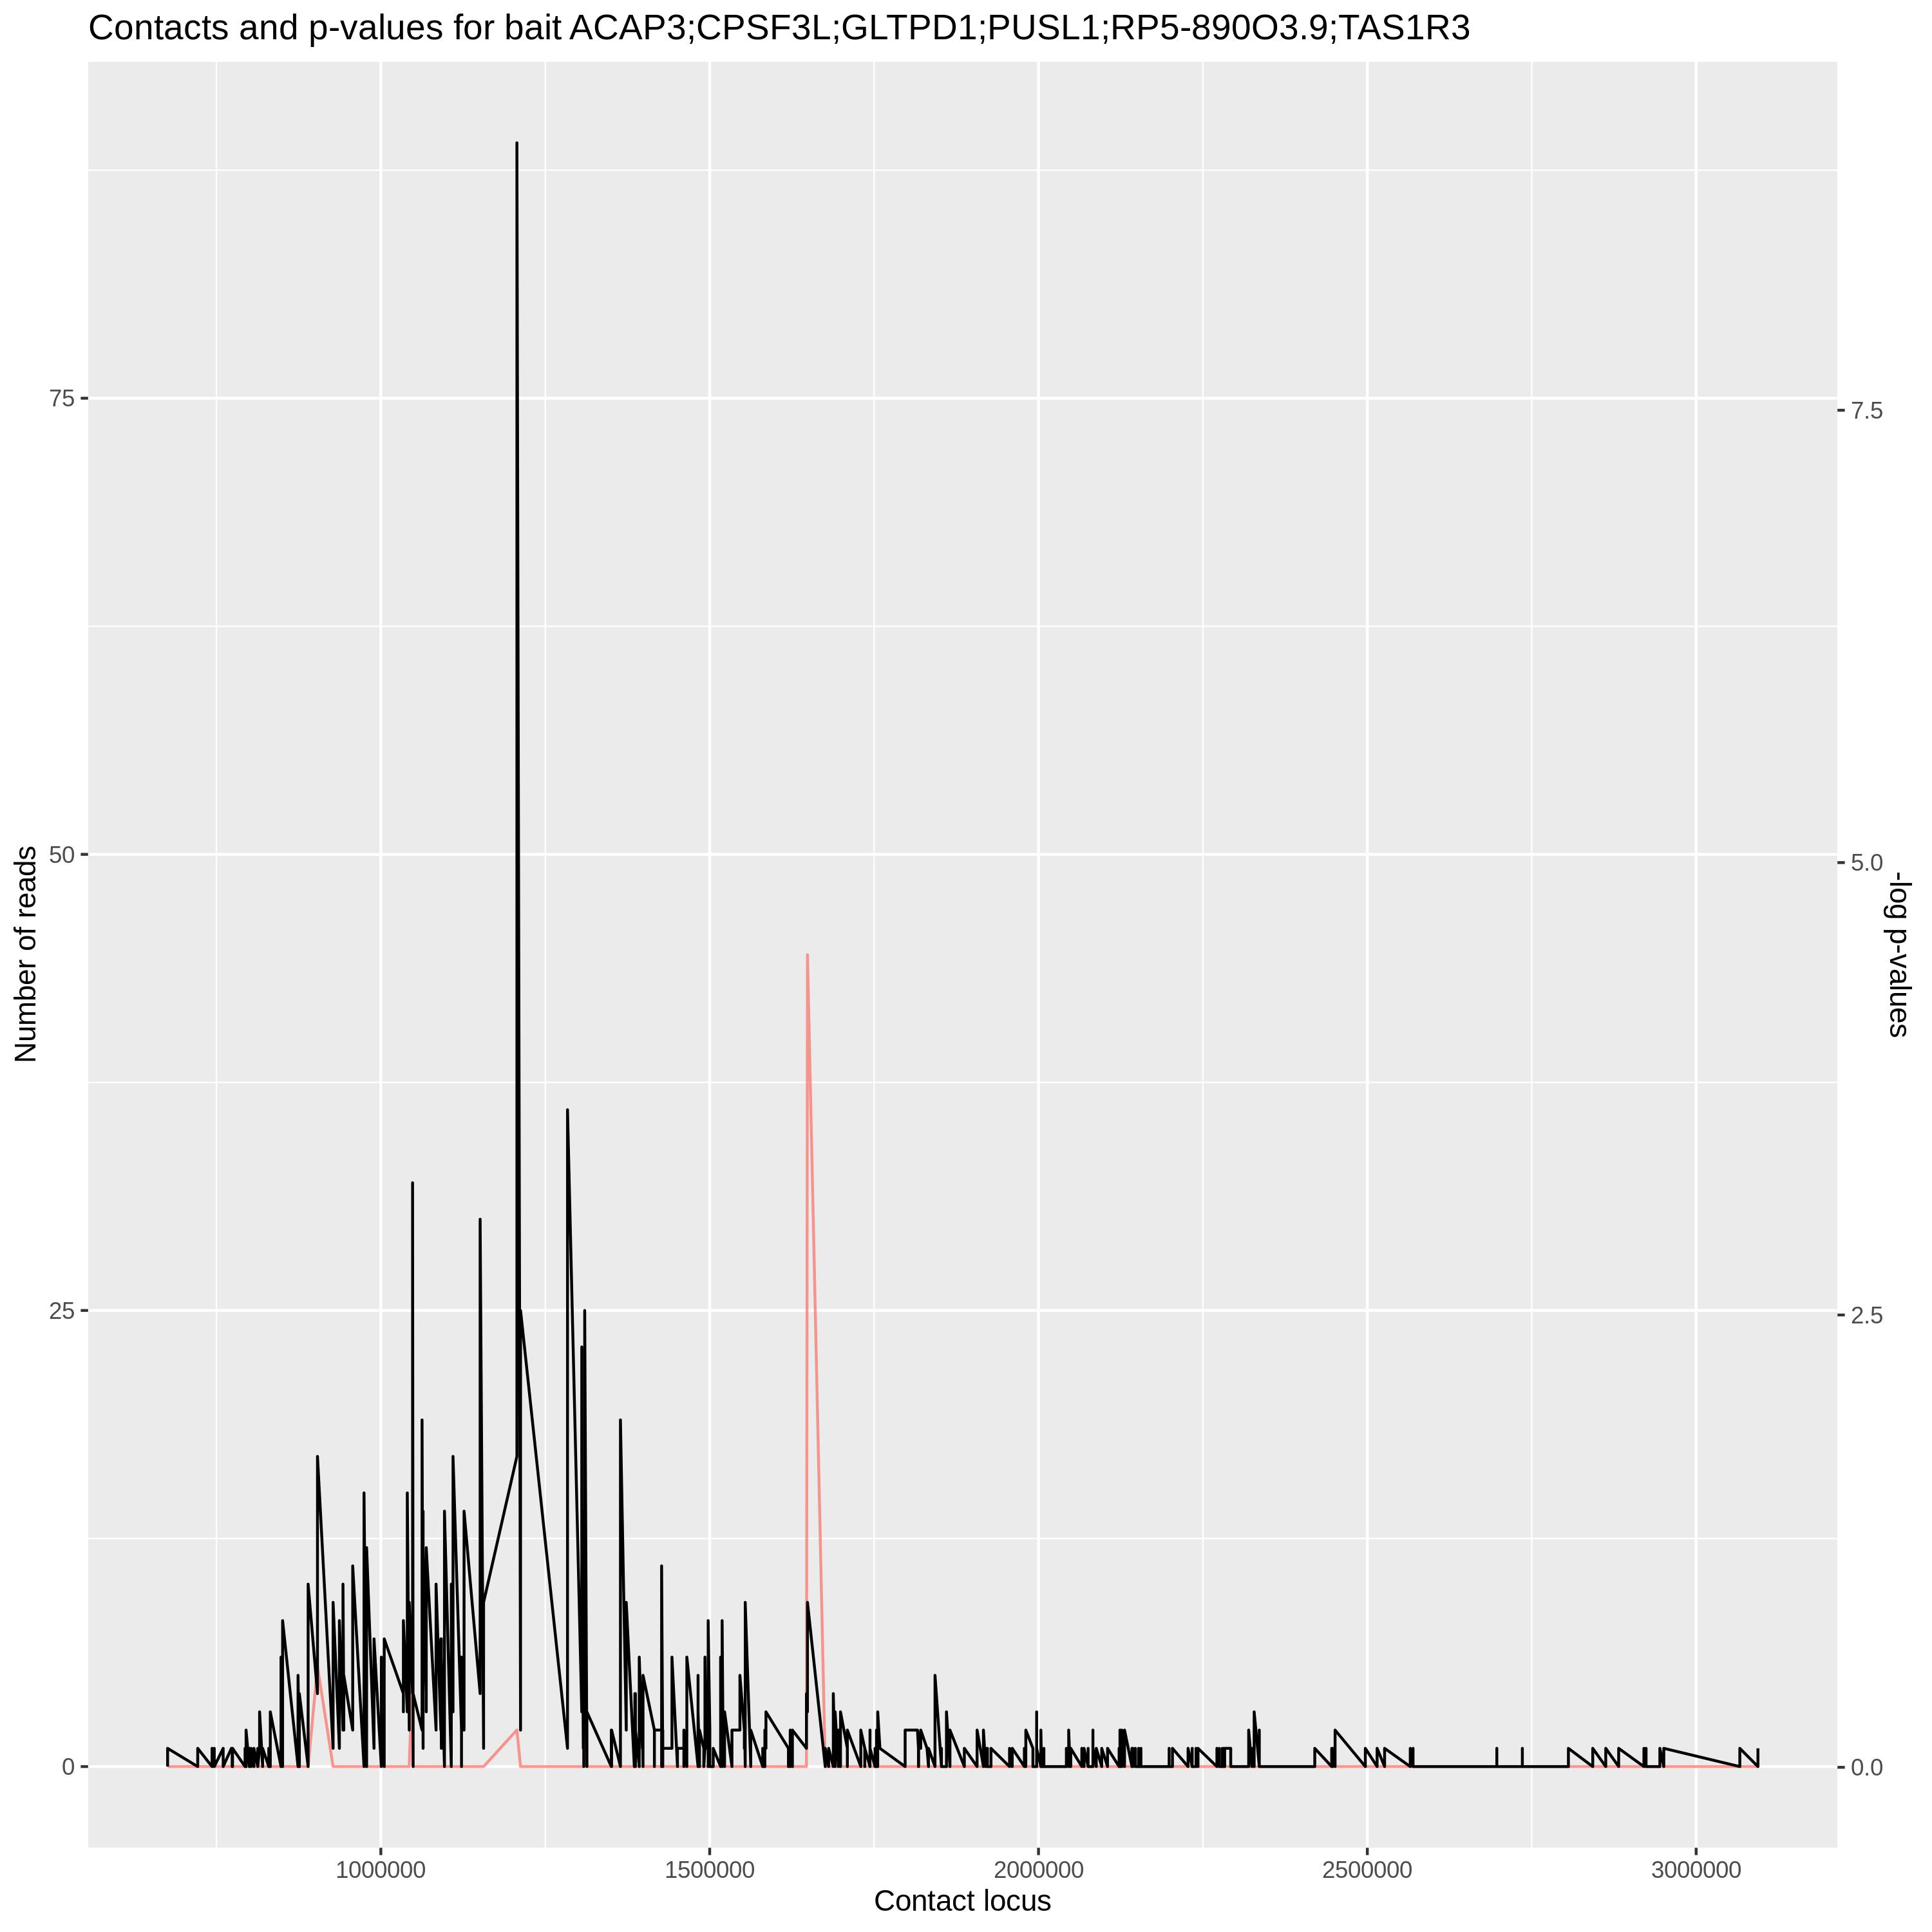 Contacts and p-values for bait ACAP3;CPSF3L;GLTPD1;PUSL1;RP5-890O3.9;TAS1R3
75
7.5
50
5.0
Number of reads
-log p-values
25
2.5
0
0.0
1000000 1500000 2000000 2500000 3000000
Contact locus